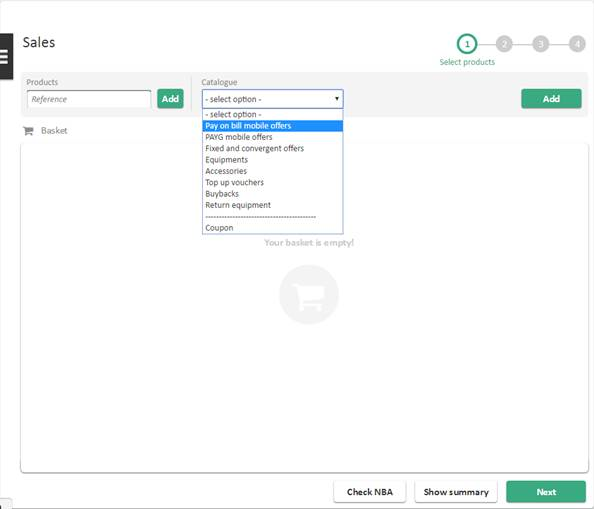 Sales
1 2 3 4
Select products
Products
Catalogue
Reference
Add
- select option -
Add
- select option -
Pay on bill mobile offers
PAYG mobile offers
Fixed and convergent offers
Equipments
Accessories
Top up vouchers
Buybacks
Return equipment
----------------------------------------
Coupon
Basket
Your basket is empty!
Check NBA
Show summary
Next